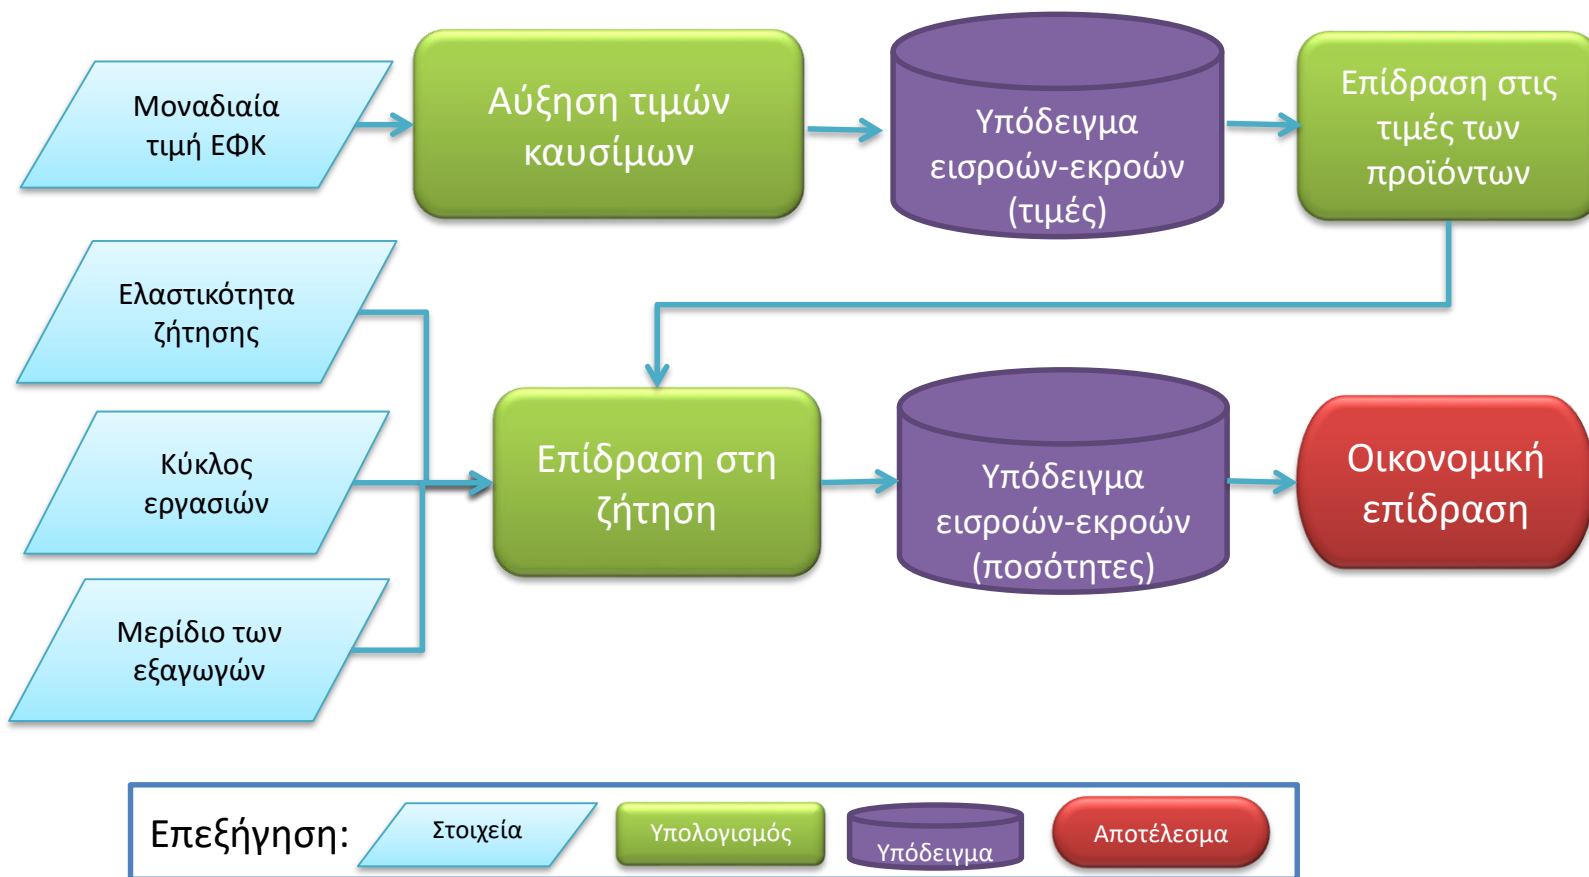 Μοναδιαία
τιμή ΕΦΚ
Αύξηση τιμών
καυσίμων
Υπόδειγμα
εισροών-εκροών
(τιμές)
Επίδραση στις
τιμές των
προϊόντων
Ελαστικότητα
ζήτησης
Κύκλος
εργασιών
Μερίδιο των
εξαγωγών
Επίδραση στη
ζήτηση
Υπόδειγμα
εισροών-εκροών
(ποσότητες)
Οικονομική
επίδραση
Επεξήγηση:
Στοιχεία
Υπολογισμός
Υπόδειγμα
Αποτέλεσμα